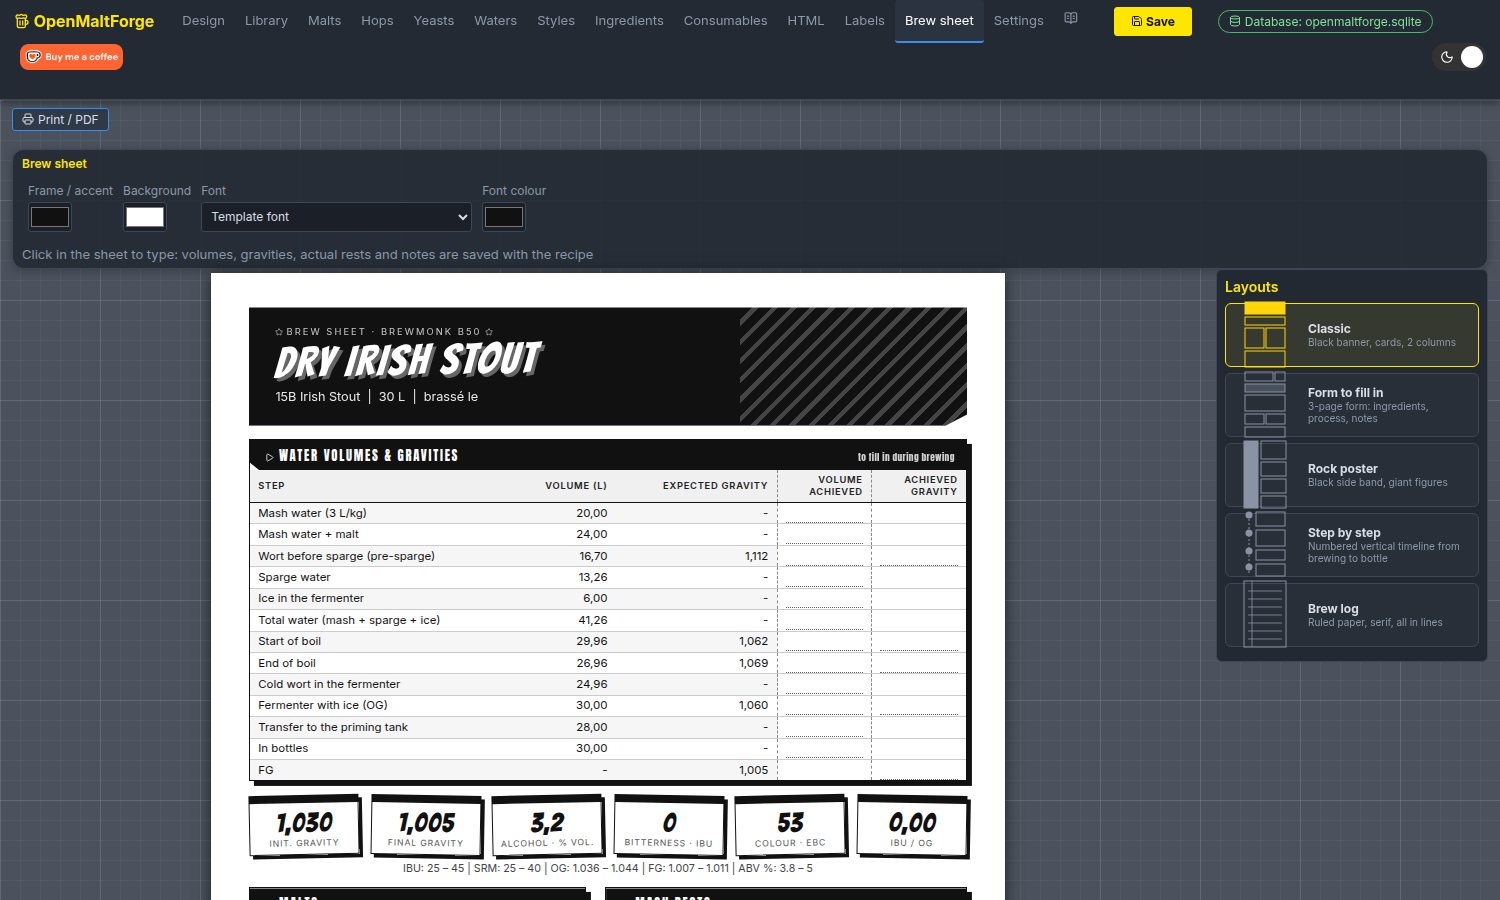 OpenMaltForge
Design Library Malts Hops Yeasts Waters Styles Ingredients Consumables HTML Labels Brew sheet Settings
Save
Database: openmaltforge.sqlite
Buy me a coffee
Print / PDF
Brew sheet
Frame / accent Background Font Font colour
Template font
Click in the sheet to type: volumes, gravities, actual rests and notes are saved with the recipe
BREW SHEET · BREWMONK B50
DRY IRISH STOUT
15B Irish Stout | 30 L | brassé le
WATER VOLUMES & GRAVITIES to fill in during brewing
STEP VOLUME (L) EXPECTED GRAVITY VOLUME ACHIEVED ACHIEVED GRAVITY
Mash water (3 L/kg) 20,00 -
Mash water + malt 24,00 -
Wort before sparge (pre-sparge) 16,70 1,112
Sparge water 13,26 -
Ice in the fermenter 6,00 -
Total water (mash + sparge + ice) 41,26 -
Start of boil 29,96 1,062
End of boil 26,96 1,069
Cold wort in the fermenter 24,96 -
Fermenter with ice (OG) 30,00 1,060
Transfer to the priming tank 28,00 -
In bottles 30,00 -
FG - 1,005
1,030 1,005 3,2 0 53 0,00
INIT. GRAVITY FINAL GRAVITY ALCOHOL · % VOL. BITTERNESS · IBU COLOUR · EBC IBU / OG
IBU: 25 – 45 | SRM: 25 – 40 | OG: 1.036 – 1.044 | FG: 1.007 – 1.011 | ABV %: 3.8 – 5
MALTS MASH RESTS
Layouts
Classic
Black banner, cards, 2 columns
Form to fill in
3-page form: ingredients,
process, notes
Rock poster
Black side band, giant figures
Step by step
Numbered vertical timeline from
brewing to bottle
Brew log
Ruled paper, serif, all in lines